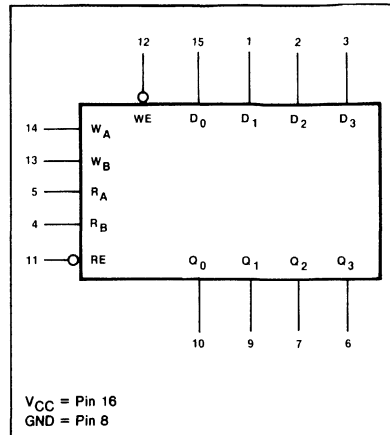 12 15 1 2 3
WE D0 D1 D2 D3
14 WA
13 WB
5 RA
4 RB
11 RE Q0 Q1 Q2 Q3
10 9 7 6
VCC = Pin 16
GND = Pin 8